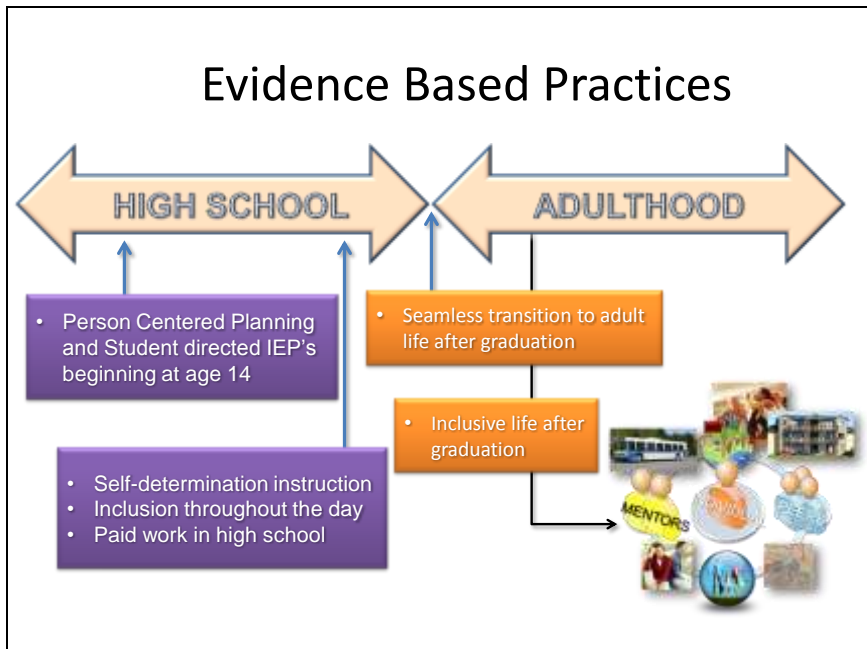 Evidence Based Practices
HIGH SCHOOL
ADULTHOOD
• Person Centered Planning
and Student directed IEP's
beginning at age 14
• Seamless transition to adult
life after graduation
• Inclusive life after
graduation
• Self-determination instruction
• Inclusion throughout the day
• Paid work in high school
MENTORS